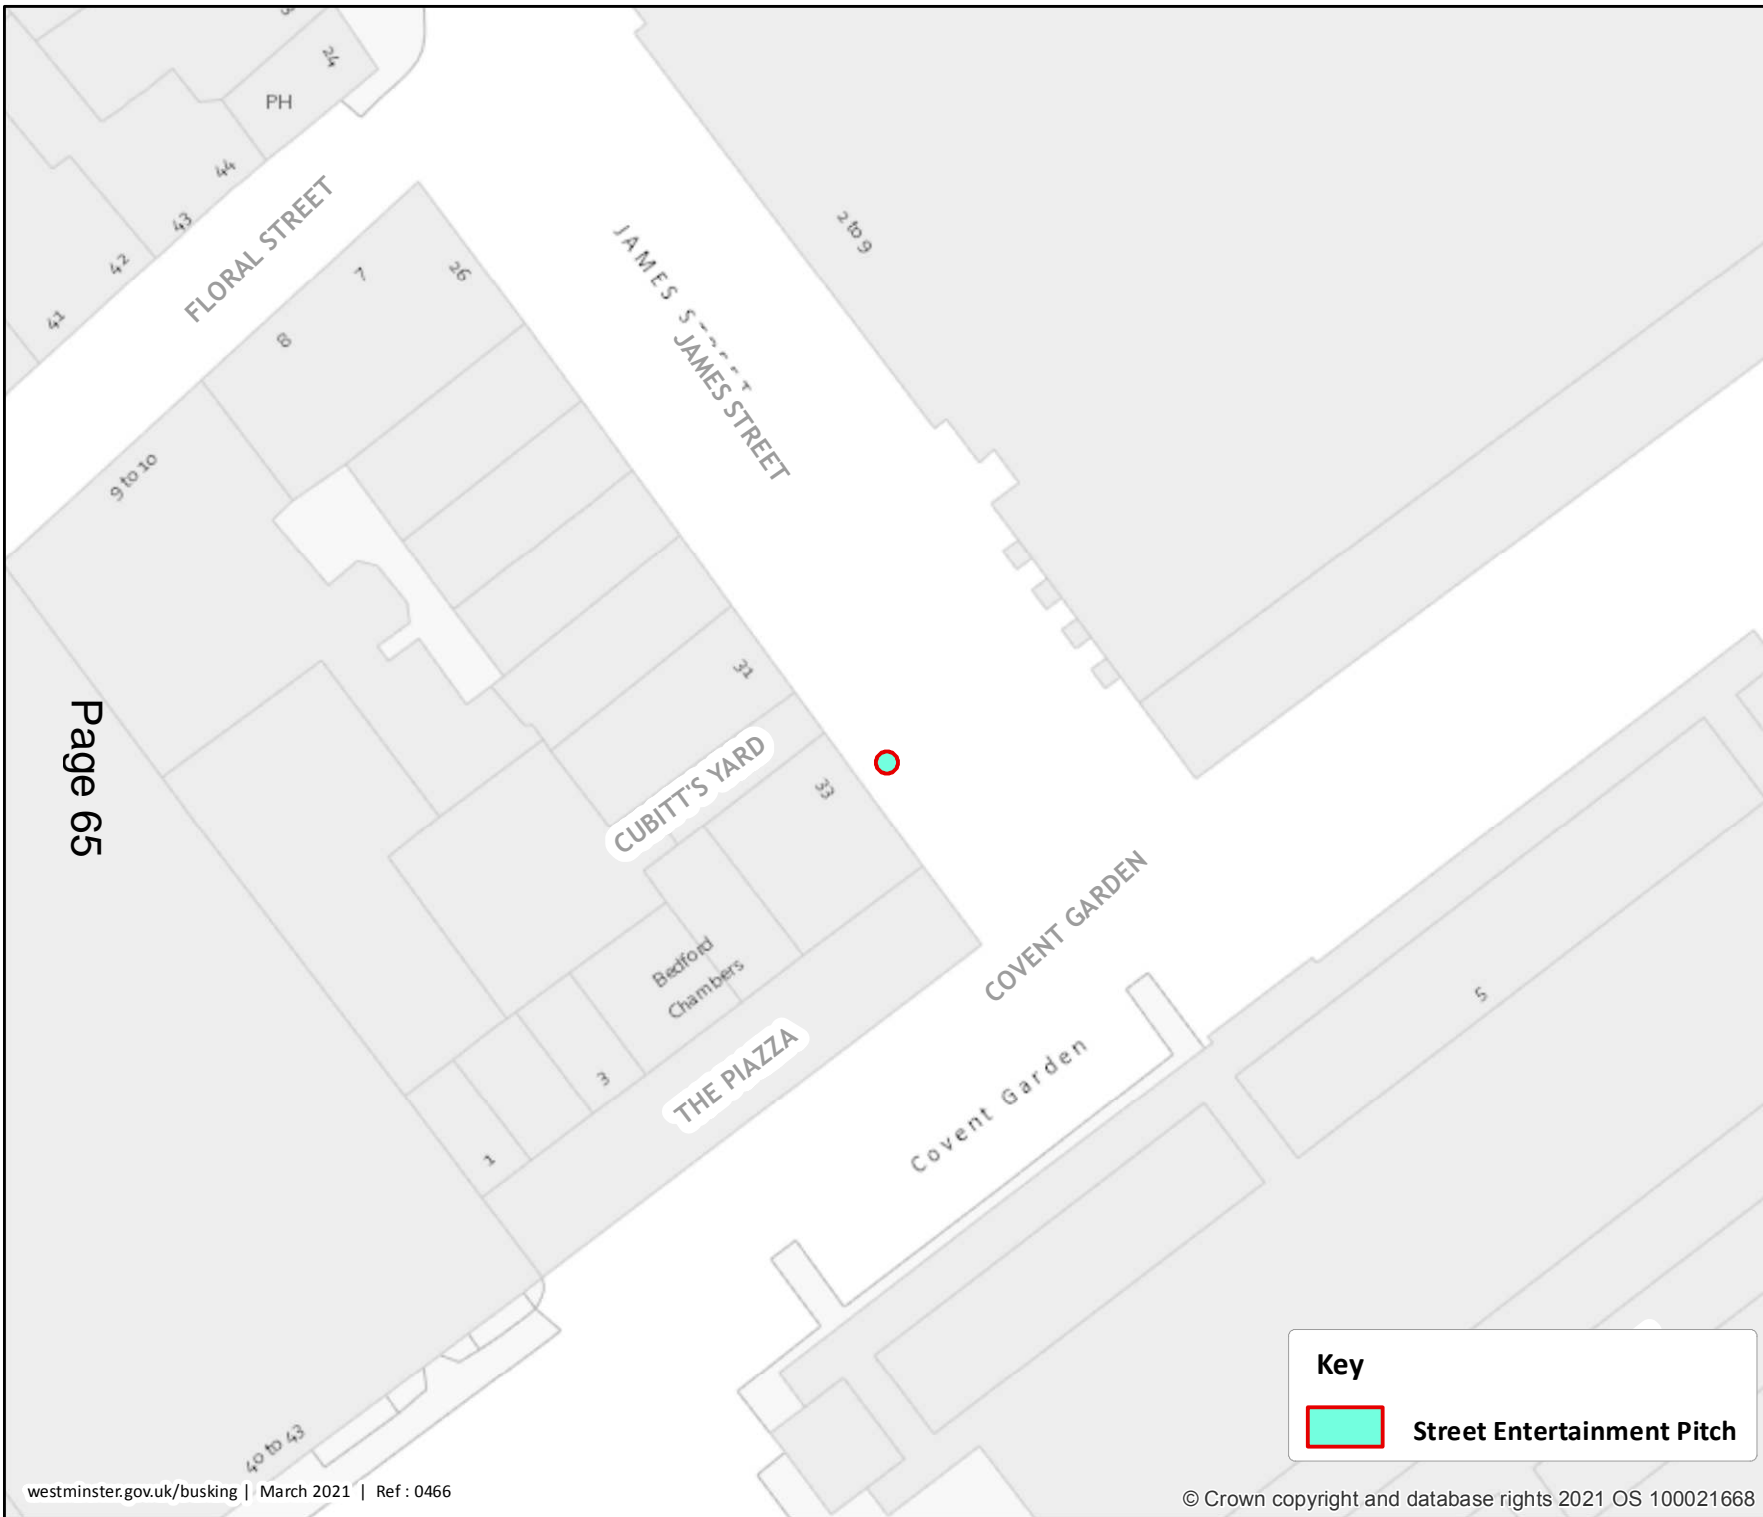 24
PH
44
43
42
41
FLORAL STREET
7
26
8
9 to 10
2 to 9
JAMES STREET
JAMES STREET
31
33
CUBITT'S YARD
Page 65
COVENT GARDEN
Bedford
Chambers
THE PIAZZA
3
1
Covent Garden
5
40 to 43
Key
Street Entertainment Pitch
westminster.gov.uk/busking | March 2021 | Ref : 0466
© Crown copyright and database rights 2021 OS 100021668